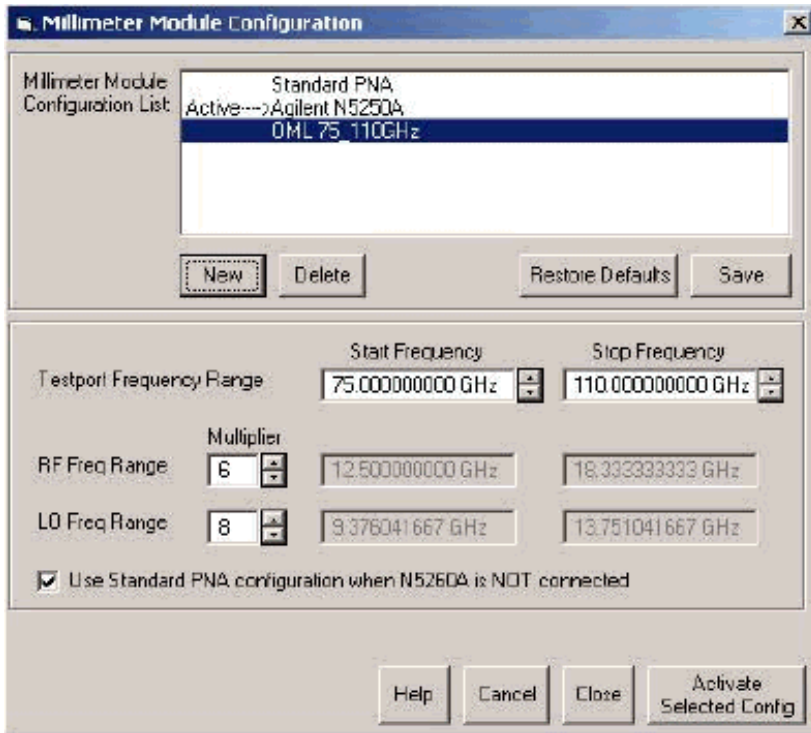 Millimeter Module Configuration
Millimeter Module
Configuration List
Standard PNA
Active--->Agilent N5250A
OML 75_110GHz
New Delete Restore Defaults Save
Start Frequency Stop Frequency
Testport Frequency Range 75.000000000 GHz 110.000000000 GHz
Multiplier
RF Freq Range 6 12.500000000 GHz 18.333333333 GHz
LO Freq Range 8 9.376041667 GHz 13.751041667 GHz
Use Standard PNA configuration when N5260A is NOT connected
Help Cancel Close Activate
Selected Config